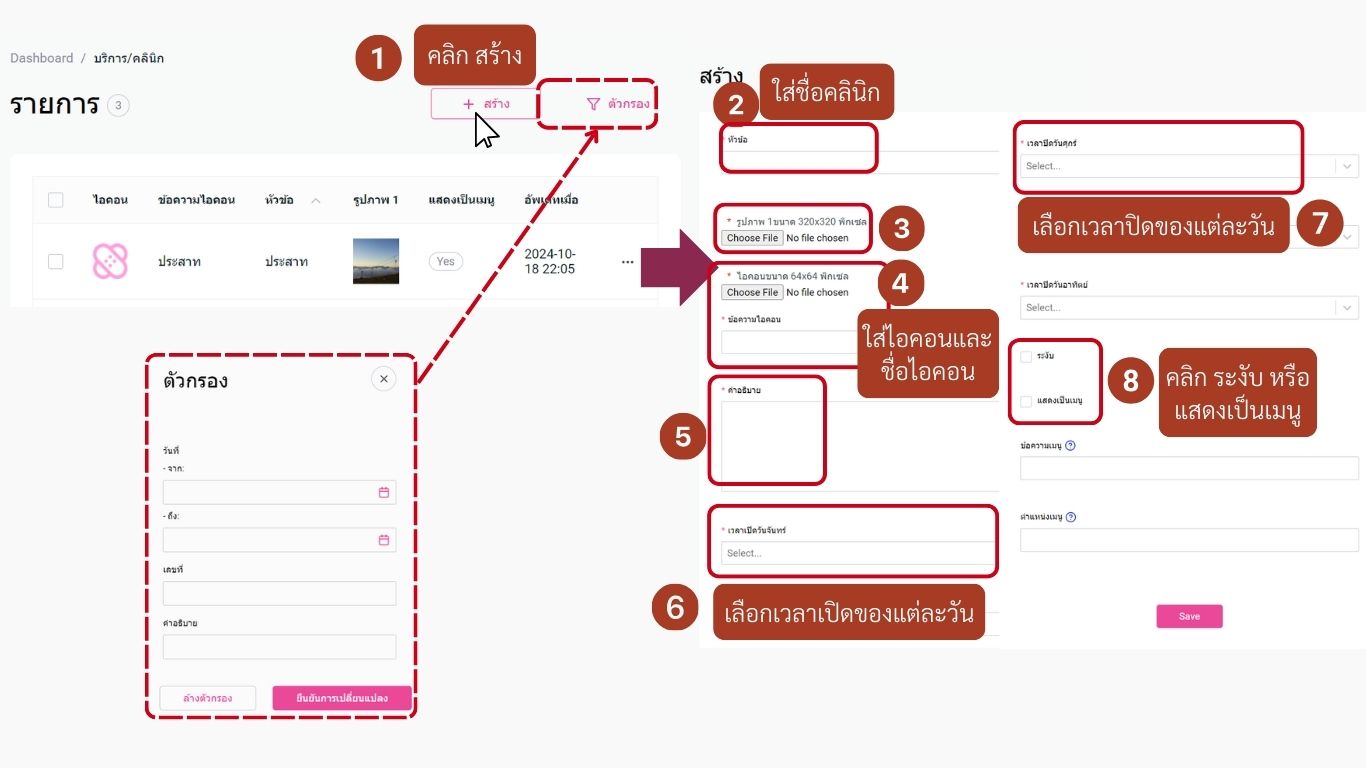 Dashboard / บริการ/คลินิก
รายการ 3
1
คลิก สร้าง
+ สร้าง
ตัวกรอง
ไอคอน ข้อความไอคอน หัวข้อ รูปภาพ 1 แสดงเป็นเมนู อัพเดทเมื่อ
ประสาท ประสาท Yes 2024-10-
18 22:05
ตัวกรอง
วันที่
- จาก:
- ถึง:
เลขที่
คำอธิบาย
ล้างตัวกรอง
ยืนยันการเปลี่ยนแปลง
สร้าง
2
ใส่ชื่อคลินิก
* หัวข้อ
* รูปภาพ 1ขนาด 320x320 พิกเซล
Choose File No file chosen
3
* ไอคอนขนาด 64x64 พิกเซล
Choose File No file chosen
4
* ข้อความไอคอน
ใส่ไอคอนและ
ชื่อไอคอน
* คำอธิบาย
5
* เวลาเปิดวันจันทร์
Select...
6
เลือกเวลาเปิดของแต่ละวัน
* เวลาปิดวันศุกร์
Select...
เลือกเวลาปิดของแต่ละวัน
7
* เวลาปิดวันอาทิตย์
Select...
ระงับ
แสดงเป็นเมนู
8
คลิก ระงับ หรือ
แสดงเป็นเมนู
ข้อความเมนู ?
ตำแหน่งเมนู ?
Save